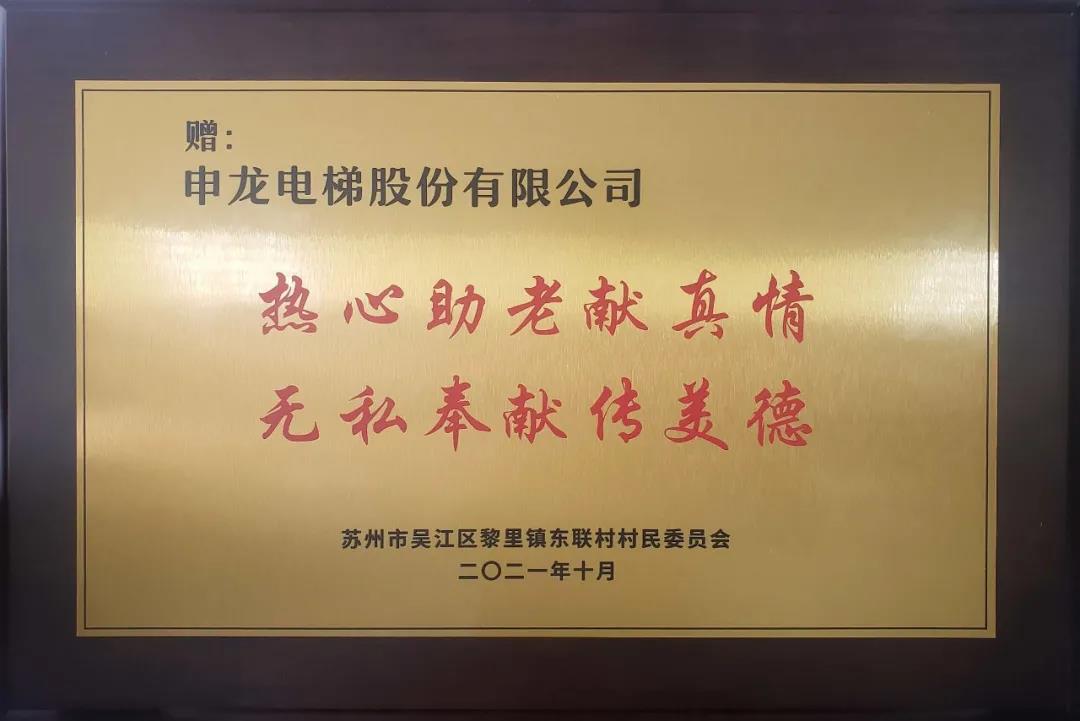 赠：
申龙电梯股份有限公司
热心助老献真情
无私奉献传美德
苏州市吴江区黎里镇东联村村民委员会
二〇二一年十月